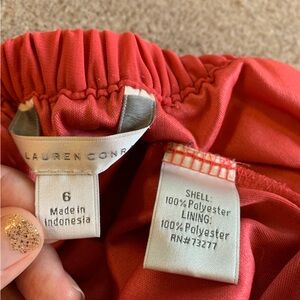 LAUREN CONR
6
Made in
Indonesia
SHELL:
100% Polyester
LINING:
100% Polyester
RN#73277